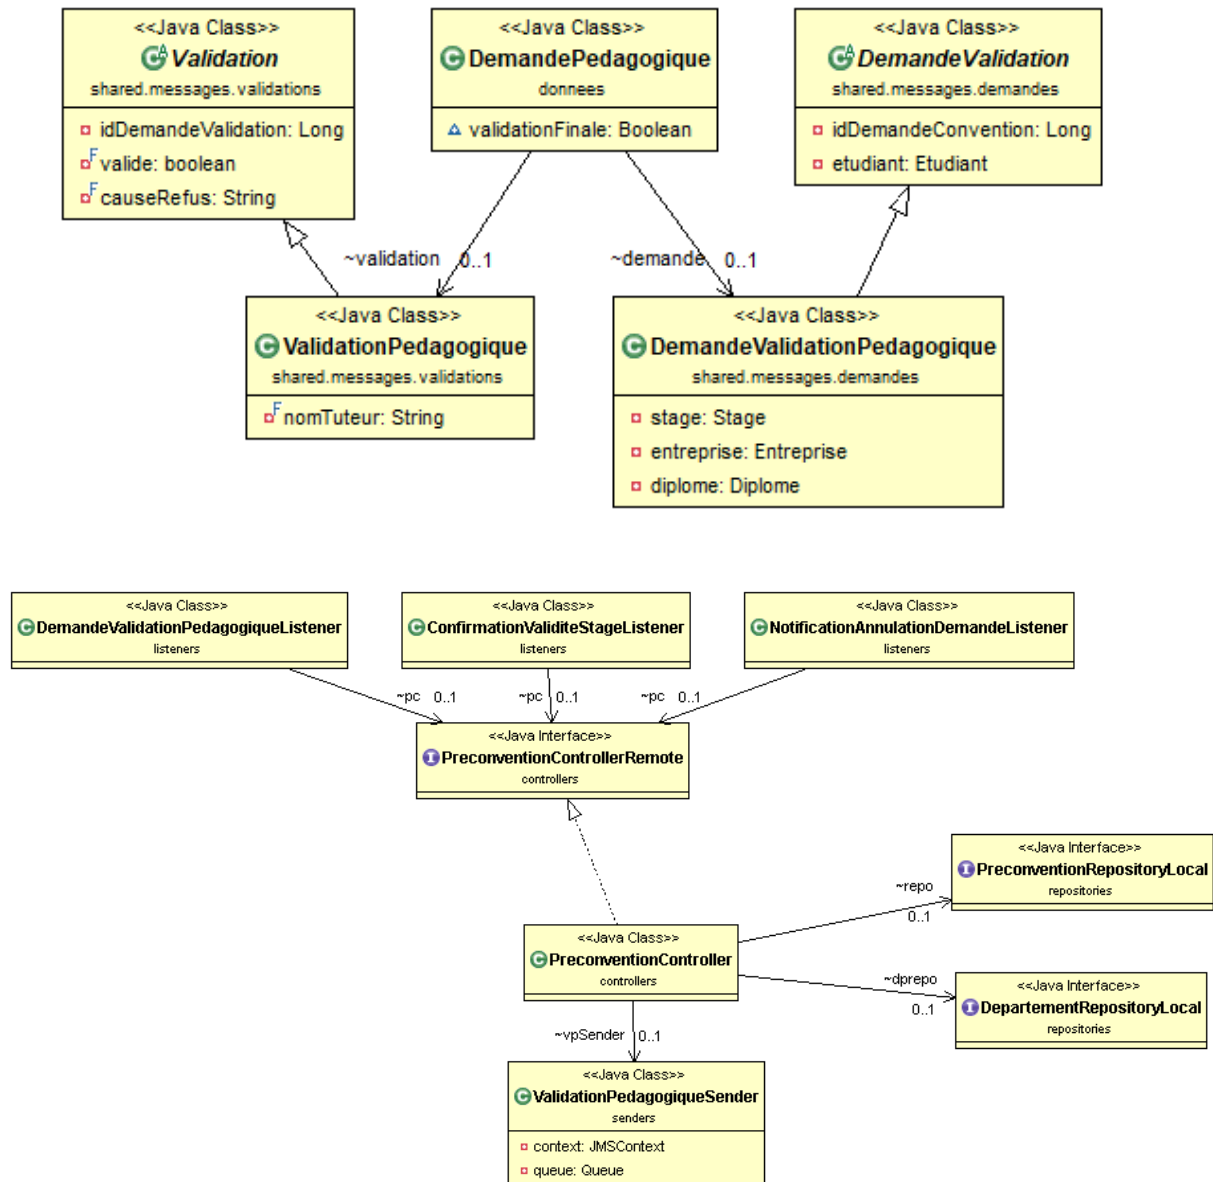 <<Java Class>>
Validation
shared.messages.validations
idDemandeValidation: Long
valide: boolean
causeRefus: String
<<Java Class>>
DemandePedagogique
donnees
validationFinale: Boolean
<<Java Class>>
DemandeValidation
shared.messages.demandes
idDemandeConvention: Long
etudiant: Etudiant
~validation 0..1
~demande 0..1
<<Java Class>>
ValidationPedagogique
shared.messages.validations
nomTuteur: String
<<Java Class>>
DemandeValidationPedagogique
shared.messages.demandes
stage: Stage
entreprise: Entreprise
diplome: Diplome
<<Java Class>>
DemandeValidationPedagogiqueListener
listeners
<<Java Class>>
ConfirmationValiditeStageListener
listeners
<<Java Class>>
NotificationAnnulationDemandeListener
listeners
~pc 0..1
~pc 0..1
~pc 0..1
<<Java Interface>>
PreconventionControllerRemote
controllers
<<Java Interface>>
PreconventionRepositoryLocal
repositories
~repo
0..1
<<Java Class>>
PreconventionController
controllers
~dprepo
0..1
<<Java Interface>>
DepartementRepositoryLocal
repositories
~vpSender 0..1
<<Java Class>>
ValidationPedagogiqueSender
senders
context: JMSContext
queue: Queue